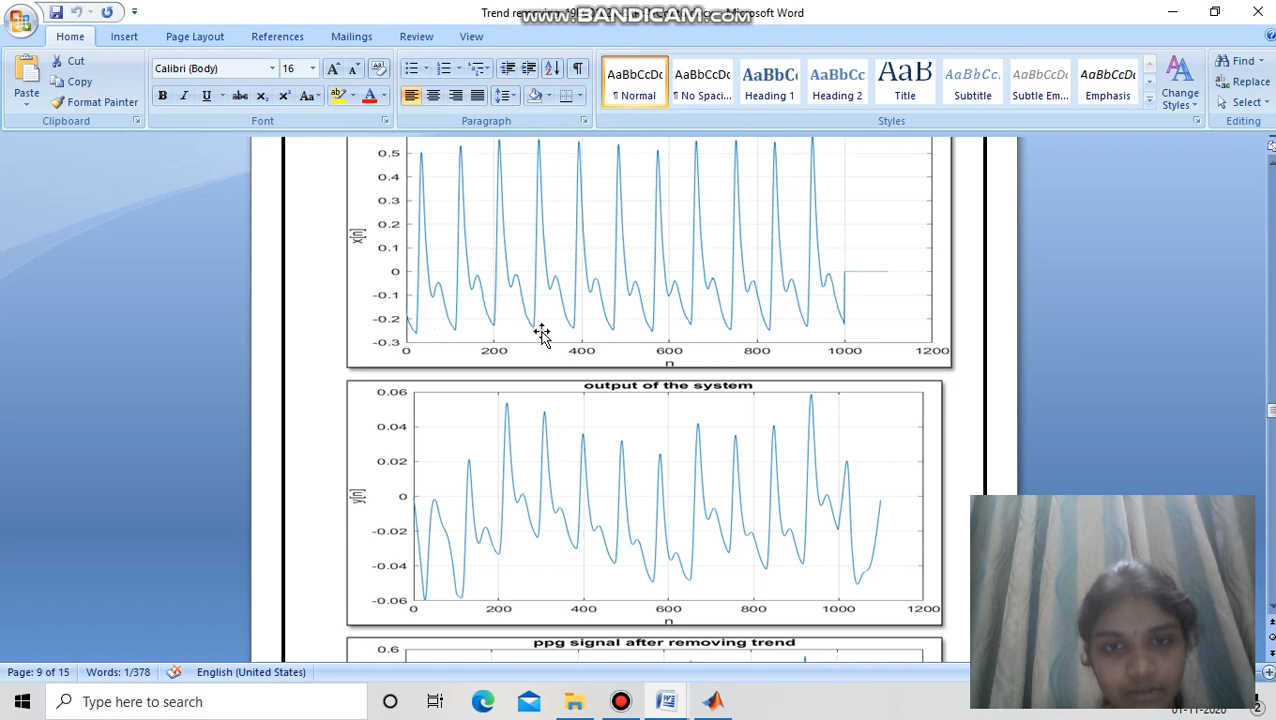 Trend re
www.BANDICAM.com
Microsoft Word
Home Insert Page Layout References Mailings Review View
Paste
Cut
Copy
Format Painter
Clipboard
Calibri (Body) 16
Font
Paragraph
AaBbCcDc AaBbCcDc AaBbC AaBbCc AaB AaBbCc. AaBbCcDc AaBbCcDc
¶ Normal ¶ No Spaci... Heading 1 Heading 2 Title Subtitle Subtle Em... Emphasis
Change Styles
Styles
Find
Replace
Select
Editing
0.5
0.4
0.3
0.2
0.1
0
-0.1
-0.2
-0.3
x[n]
0 200 400 600 800 1000 1200
n
output of the system
0.06
0.04
0.02
0
-0.02
-0.04
-0.06
y[n]
0 200 400 600 800 1000 1200
n
ppg signal after removing trend
0.6
Page: 9 of 15 Words: 1/378 English (United States)
Type here to search
01-11-2020
2